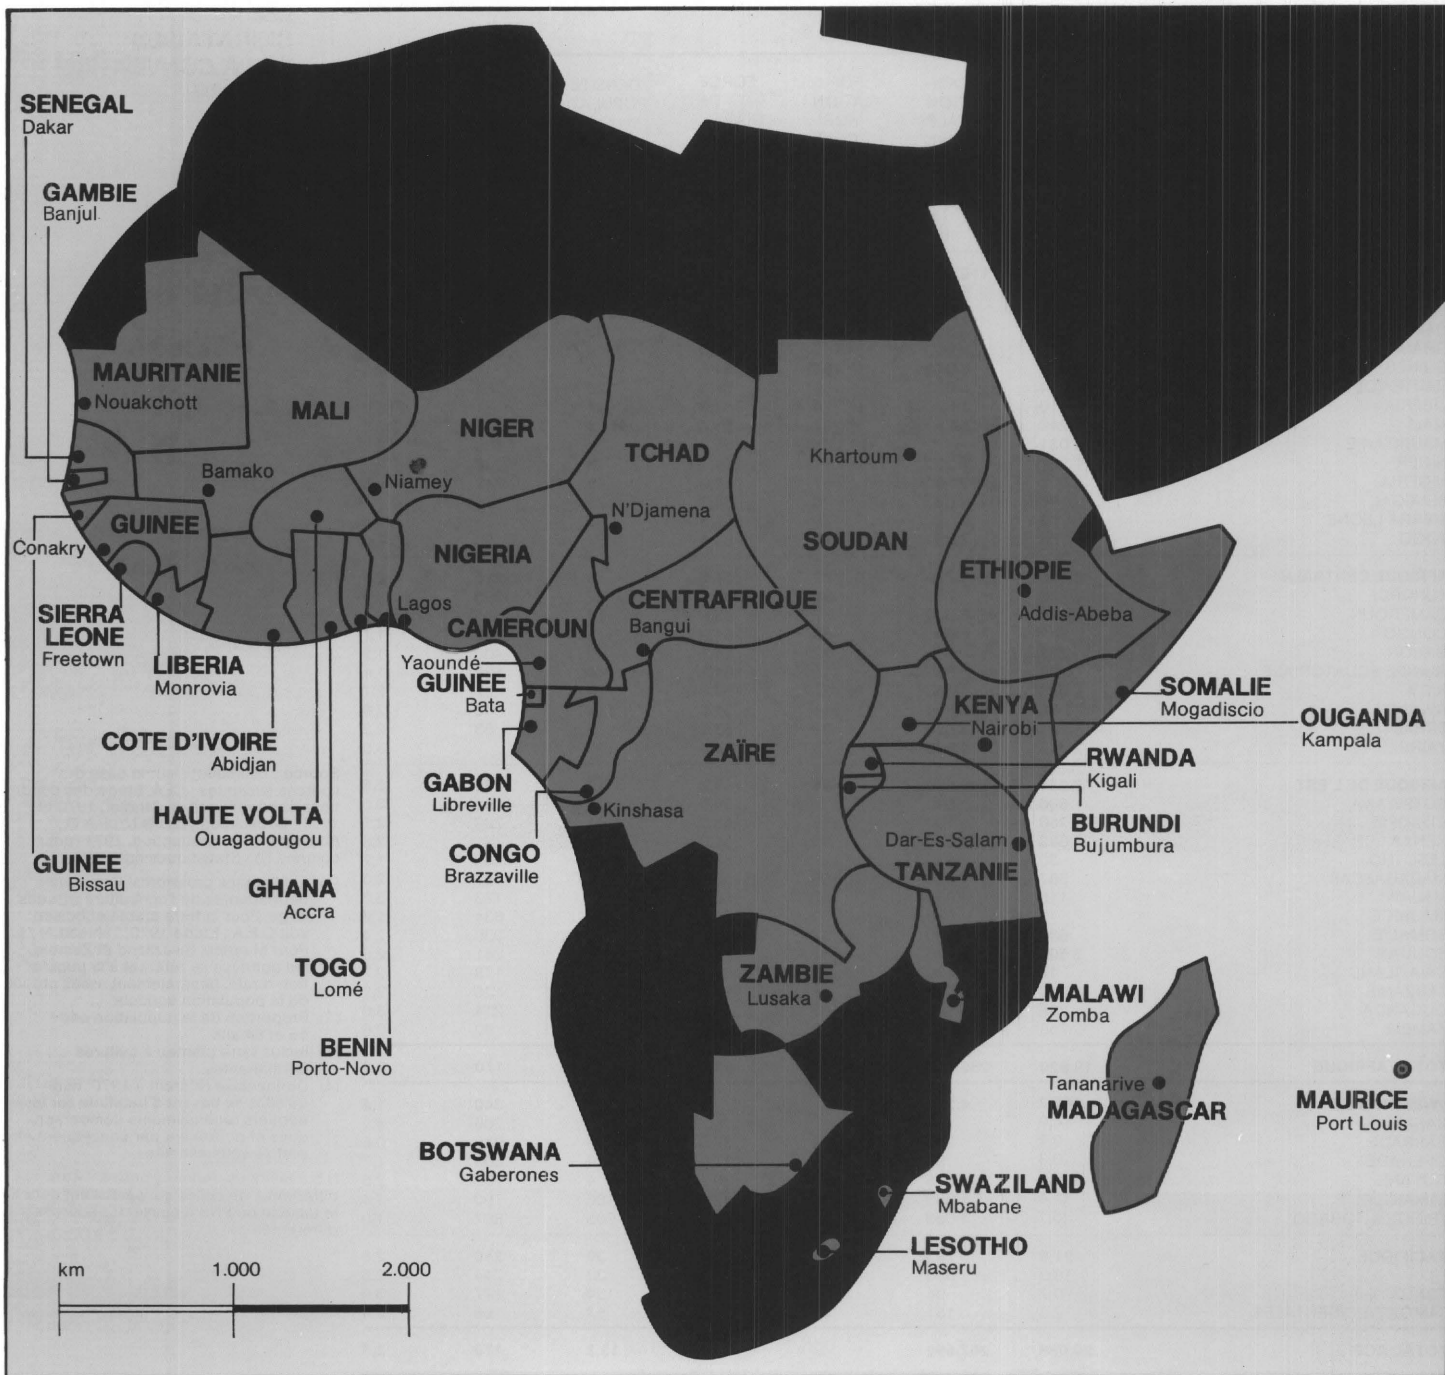 SENEGAL
Dakar
GAMBIE
Banjul
MAURITANIE
Nouakchott
MALI
Bamako
NIGER
Niamey
TCHAD
N'Djamena
Khartoum
SOUDAN
ETHIOPIE
Addis-Abeba
GUINEE
Conakry
NIGERIA
Lagos
CENTRAFRIQUE
Bangui
CAMEROUN
Yaoundé
SIERRA
LEONE
Freetown
LIBERIA
Monrovia
GUINEE
Bata
COTE D'IVOIRE
Abidjan
GABON
Libreville
ZAÏRE
Kinshasa
KENYA
Nairobi
SOMALIE
Mogadiscio
OUGANDA
Kampala
RWANDA
Kigali
BURUNDI
Bujumbura
HAUTE VOLTA
Ouagadougou
GUINEE
Bissau
GHANA
Accra
CONGO
Brazzaville
Dar-Es-Salam
TANZANIE
TOGO
Lomé
ZAMBIE
Lusaka
MALAWI
Zomba
BENIN
Porto-Novo
Tananarive
MADAGASCAR
MAURICE
Port Louis
BOTSWANA
Gaberones
SWAZILAND
Mbabane
LESOTHO
Maseru
km 1.000 2.000